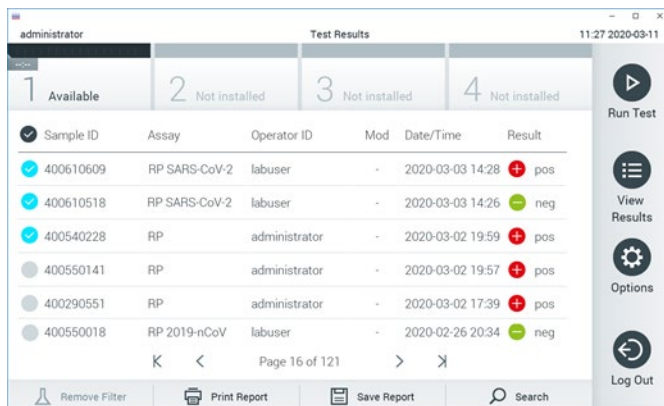 administrator Test Results 11:27 2020-03-11
1 Available 2 Not installed 3 Not installed 4 Not installed
Run Test
Sample ID Assay Operator ID Mod Date/Time Result
400610609 RP SARS-CoV-2 labuser - 2020-03-03 14:28 pos
400610518 RP SARS-CoV-2 labuser - 2020-03-03 14:26 neg
View Results
400540228 RP administrator - 2020-03-02 19:59 pos
400550141 RP administrator - 2020-03-02 19:57 pos
Options
400290551 RP administrator - 2020-03-02 17:39 pos
400550018 RP 2019-nCoV labuser - 2020-02-26 20:34 neg
Page 16 of 121
Log Out
Remove Filter Print Report Save Report Search